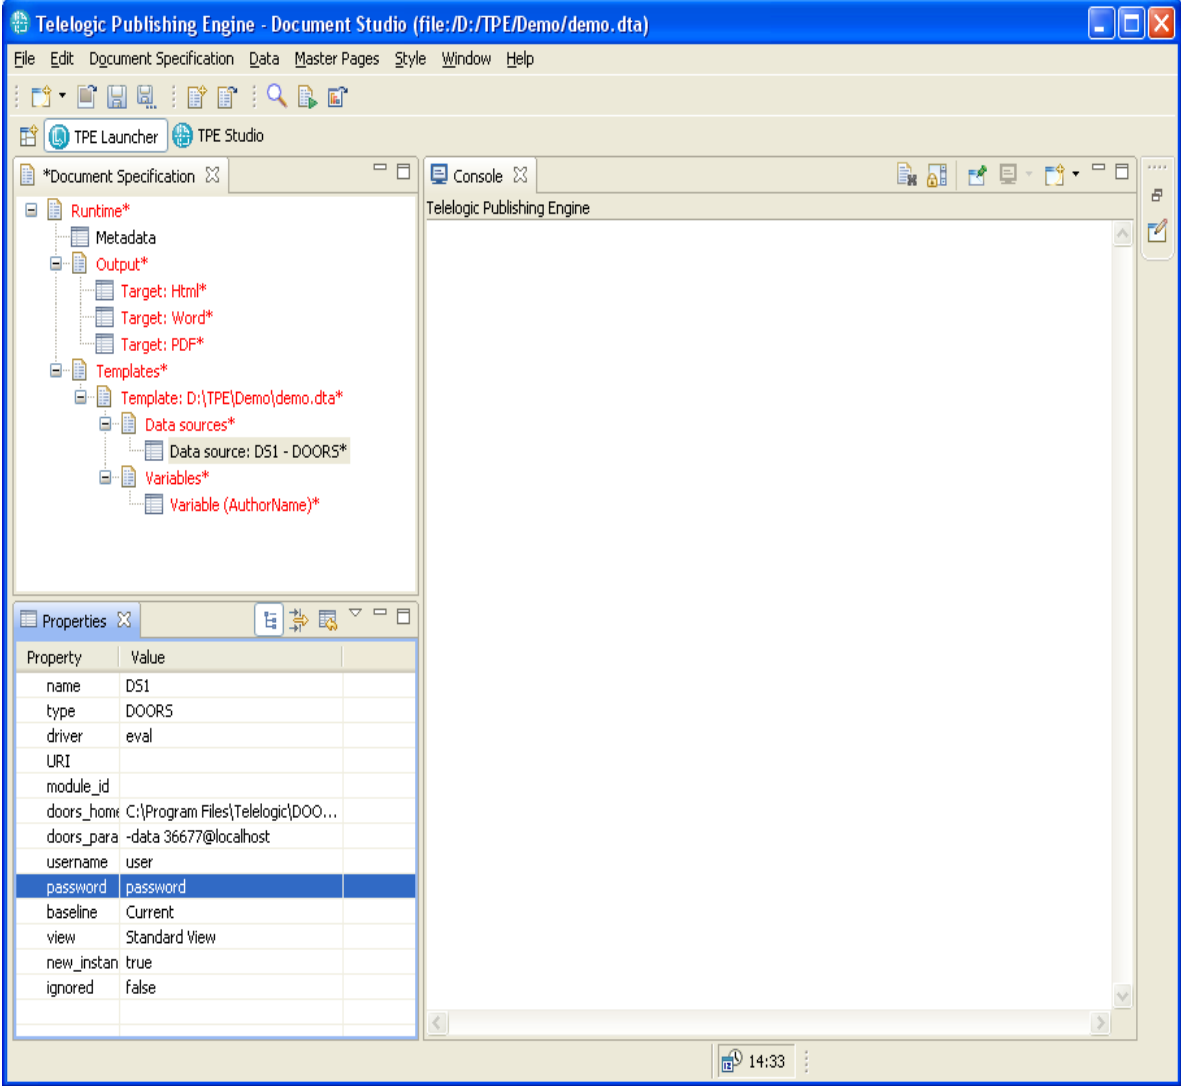 Telelogic Publishing Engine - Document Studio (file:/D:/TPE/Demo/demo.dta)
File Edit Document Specification Data Master Pages Style Window Help
TPE Launcher TPE Studio
*Document Specification
Runtime*
Metadata
Output*
Target: Html*
Target: Word*
Target: PDF*
Templates*
Template: D:\TPE\Demo\demo.dta*
Data sources*
Data source: DS1 - DOORS*
Variables*
Variable (AuthorName)*
Console
Telelogic Publishing Engine
Properties
Property Value
name DS1
type DOORS
driver eval
URI
module_id
doors_home C:\Program Files\Telelogic\DOO...
doors_para -data 36677@localhost
username user
password password
baseline Current
view Standard View
new_instan true
ignored false
12 14:33